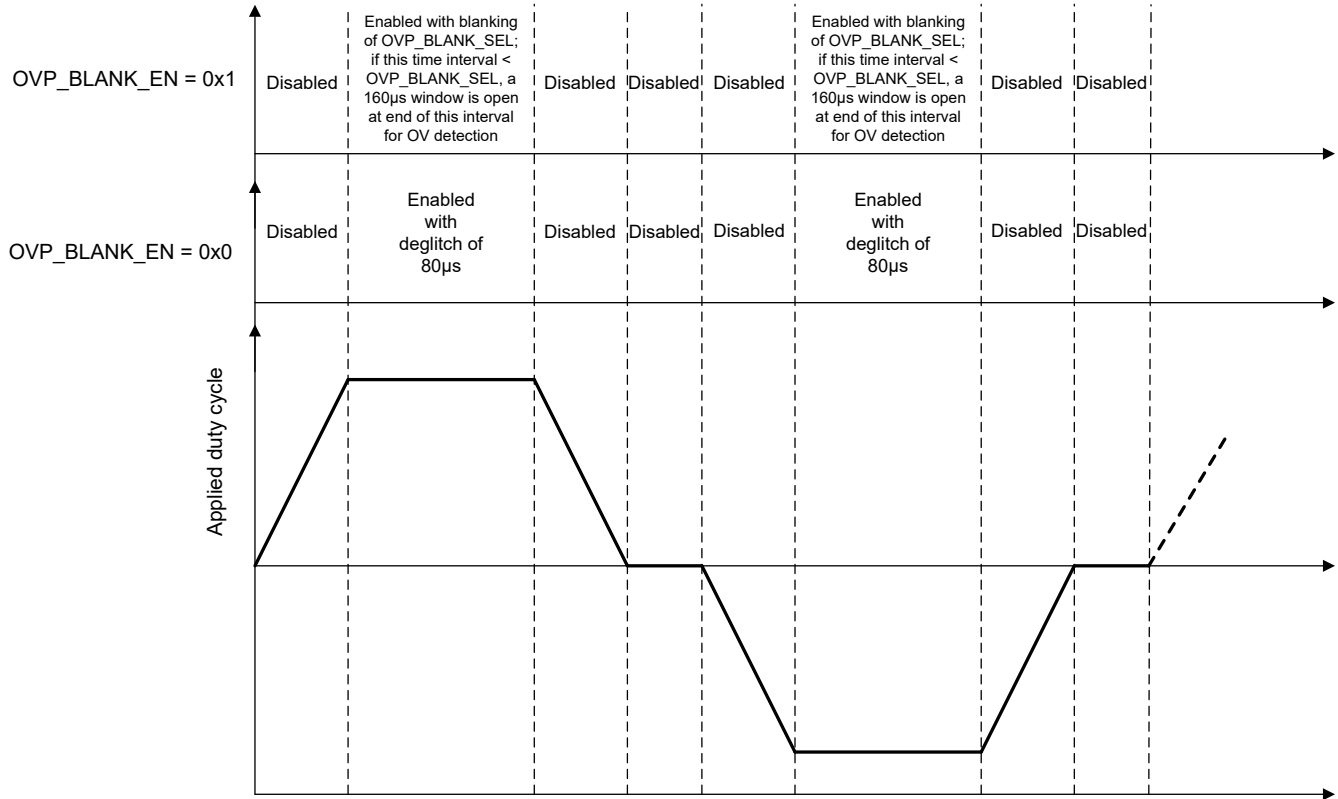 OVP_BLANK_EN = 0x1
Disabled
Enabled with blanking
of OVP_BLANK_SEL;
if this time interval <
OVP_BLANK_SEL, a
160µs window is open
at end of this interval
for OV detection
Disabled
Disabled
Disabled
Enabled with blanking
of OVP_BLANK_SEL;
if this time interval <
OVP_BLANK_SEL, a
160µs window is open
at end of this interval
for OV detection
Disabled
Disabled
OVP_BLANK_EN = 0x0
Disabled
Enabled
with
deglitch of
80µs
Disabled
Disabled
Disabled
Enabled
with
deglitch of
80µs
Disabled
Disabled
Applied duty cycle